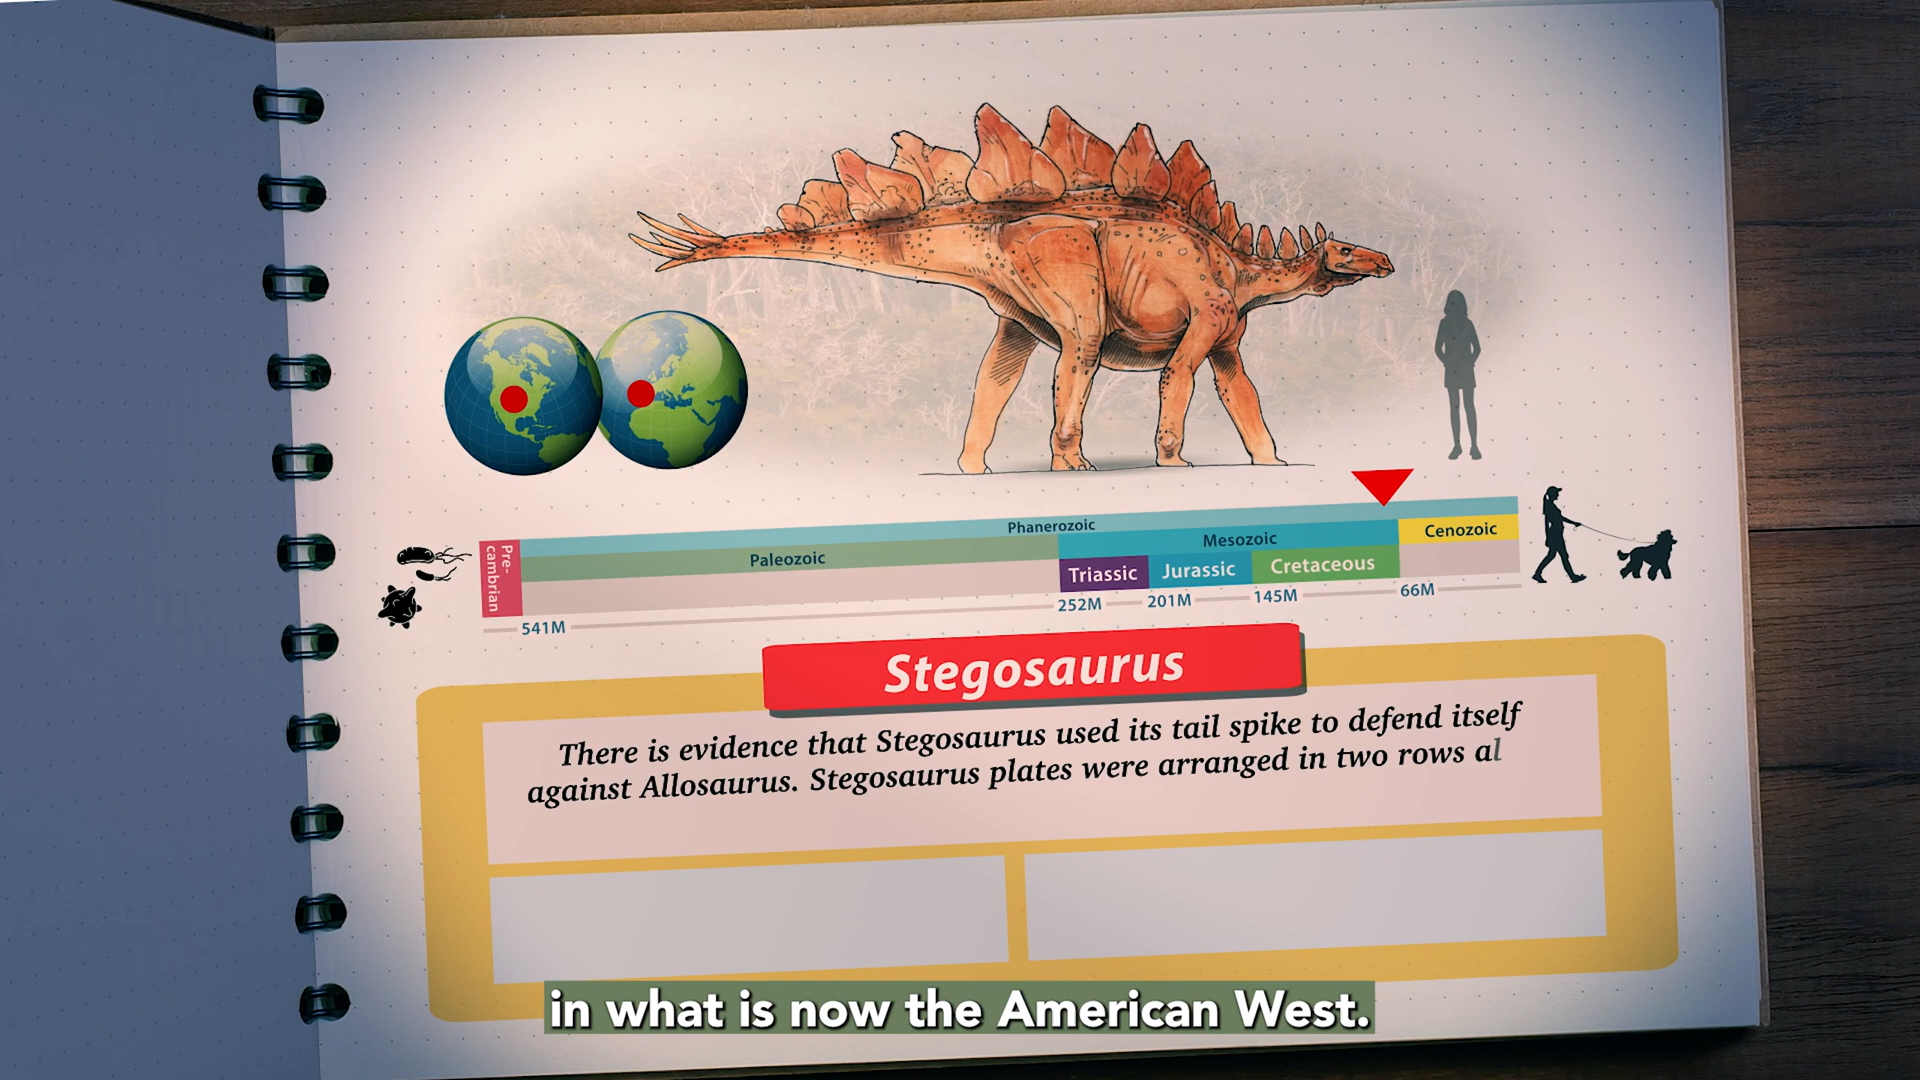 Phanerozoic
Pre-
cambrian
Paleozoic
Mesozoic
Cenozoic
Triassic
Jurassic
Cretaceous
541M
252M
201M
145M
66M
Stegosaurus
There is evidence that Stegosaurus used its tail spike to defend itself
against Allosaurus. Stegosaurus plates were arranged in two rows al
in what is now the American West.